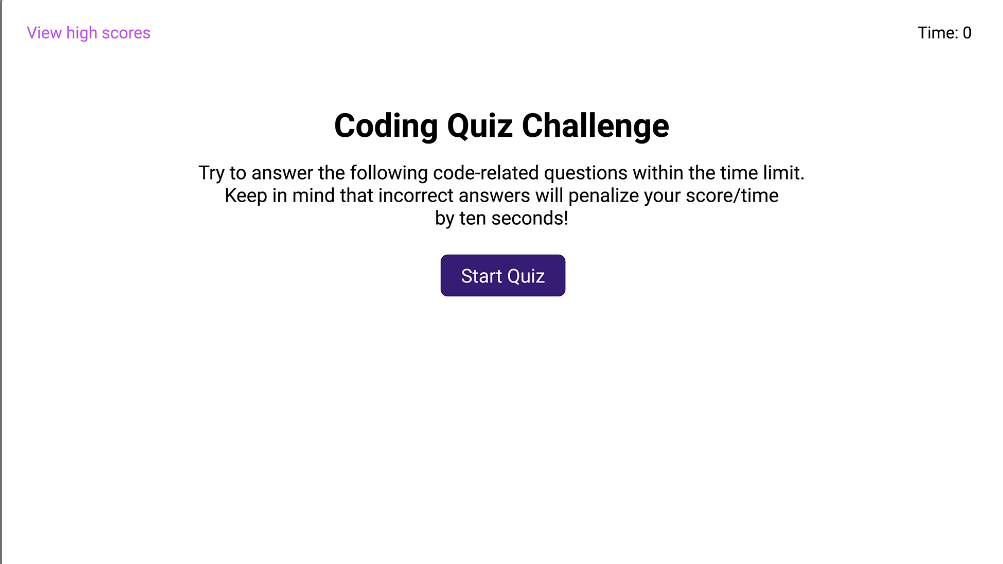 View high scores
Time: 0
Coding Quiz Challenge
Try to answer the following code-related questions within the time limit.
Keep in mind that incorrect answers will penalize your score/time
by ten seconds!
Start Quiz